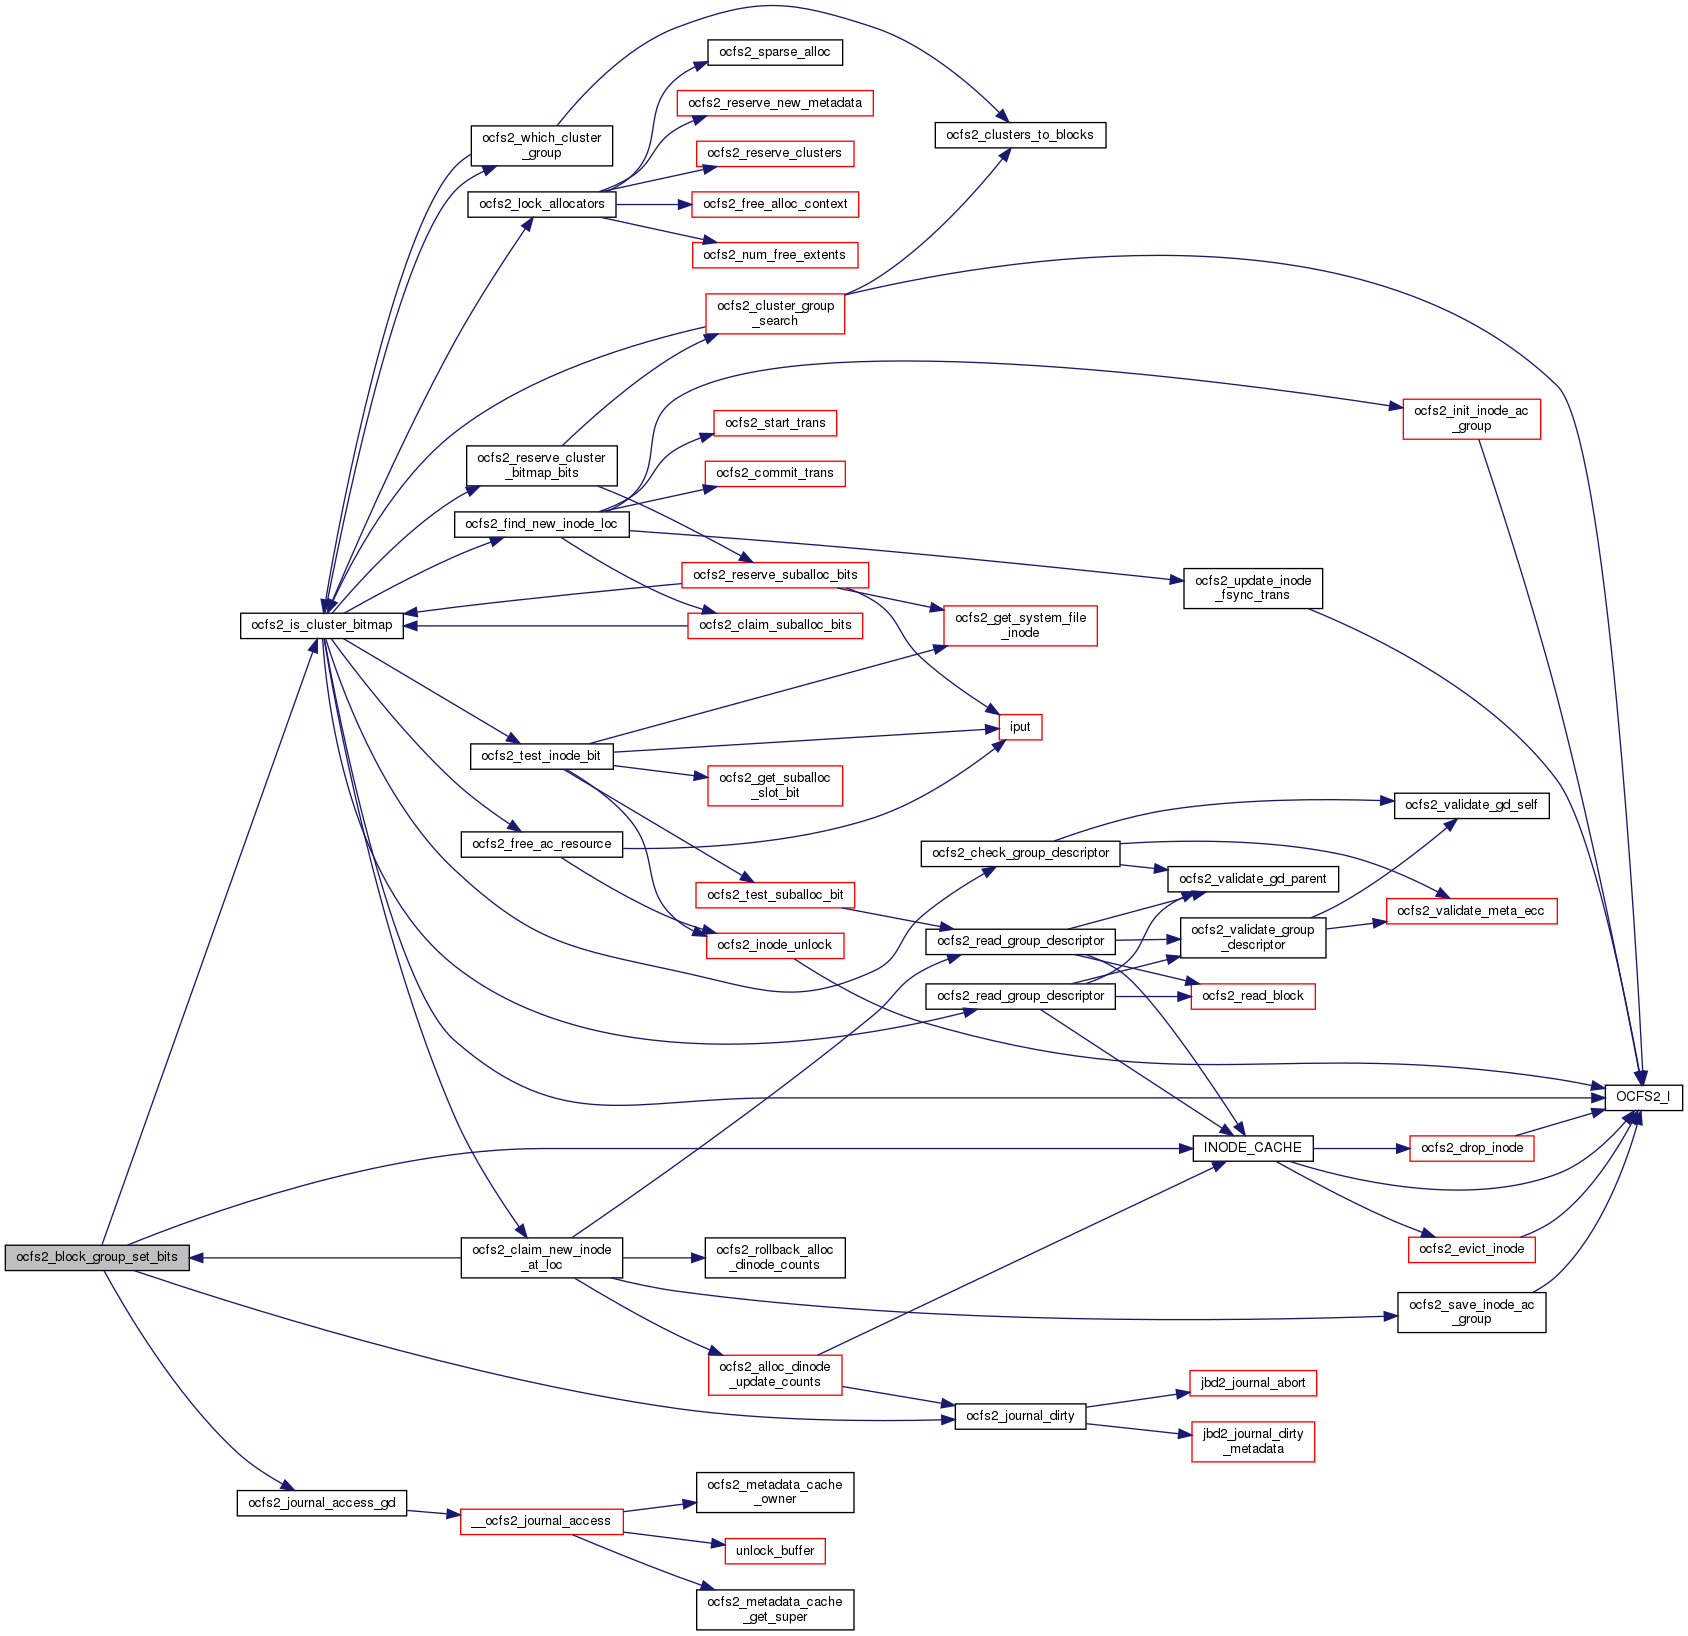 ocfs2_sparse_alloc
ocfs2_reserve_new_metadata
ocfs2_which_cluster
_group
ocfs2_clusters_to_blocks
ocfs2_reserve_clusters
ocfs2_lock_allocators
ocfs2_free_alloc_context
ocfs2_num_free_extents
ocfs2_cluster_group
_search
ocfs2_init_inode_ac
_group
ocfs2_start_trans
ocfs2_reserve_cluster
_bitmap_bits
ocfs2_commit_trans
ocfs2_find_new_inode_loc
ocfs2_reserve_suballoc_bits
ocfs2_update_inode
_fsync_trans
ocfs2_is_cluster_bitmap
ocfs2_claim_suballoc_bits
ocfs2_get_system_file
_inode
iput
ocfs2_test_inode_bit
ocfs2_get_suballoc
_slot_bit
ocfs2_validate_gd_self
ocfs2_free_ac_resource
ocfs2_check_group_descriptor
ocfs2_validate_gd_parent
ocfs2_test_suballoc_bit
ocfs2_validate_meta_ecc
ocfs2_inode_unlock
ocfs2_read_group_descriptor
ocfs2_validate_group
_descriptor
ocfs2_read_group_descriptor
ocfs2_read_block
OCFS2_I
INODE_CACHE
ocfs2_drop_inode
ocfs2_block_group_set_bits
ocfs2_claim_new_inode
_at_loc
ocfs2_rollback_alloc
_dinode_counts
ocfs2_evict_inode
ocfs2_save_inode_ac
_group
ocfs2_alloc_dinode
_update_counts
jbd2_journal_abort
ocfs2_journal_dirty
jbd2_journal_dirty
_metadata
ocfs2_metadata_cache
_owner
ocfs2_journal_access_gd
__ocfs2_journal_access
unlock_buffer
ocfs2_metadata_cache
_get_super